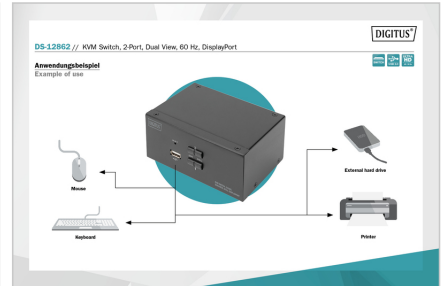 DIGITUS®
DS-12862 // KVM Switch, 2-Port, Dual View, 60 Hz, DisplayPort
Anwendungsbeispiel
Example of use
Mouse
External hard drive
Keyboard
Printer